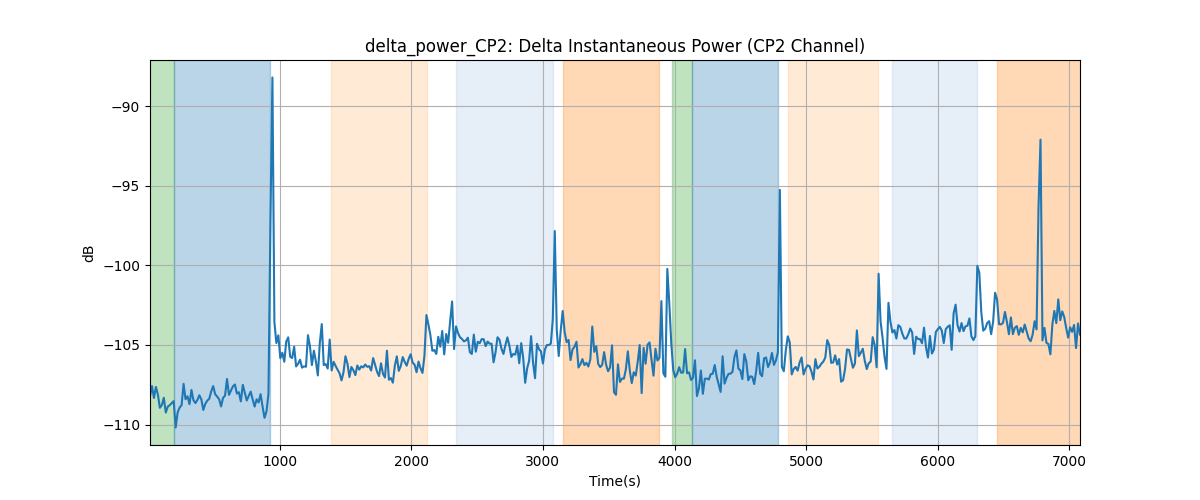 delta_power_CP2: Delta Instantaneous Power (CP2 Channel)
−90
−95
−100
−105
−110
dB
1000 2000 3000 4000 5000 6000 7000
Time(s)